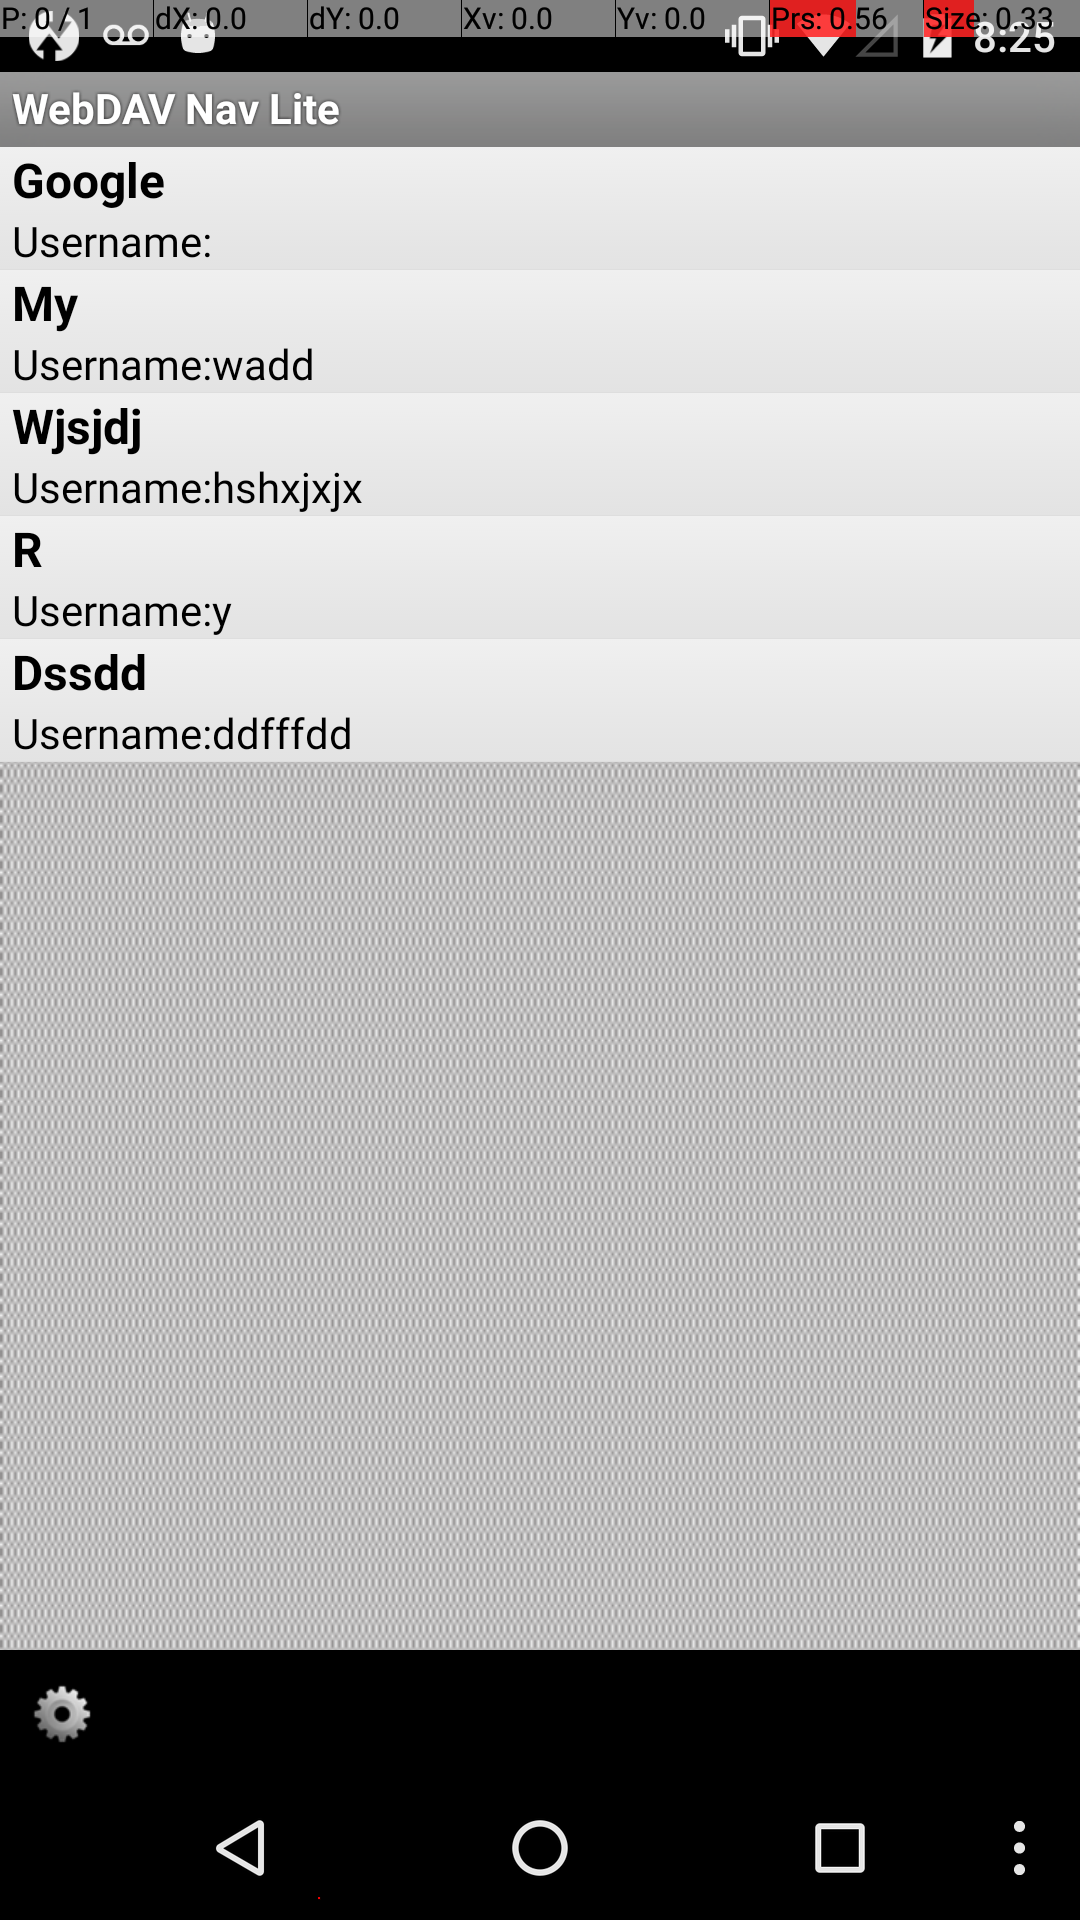 P: 0 / 1 dX: 0.0 dY: 0.0 Xv: 0.0 Yv: 0.0 Prs: 0.56 Size: 0.33
8:25
WebDAV Nav Lite
Google
Username:
My
Username:wadd
Wjsjdj
Username:hshxjxjx
R
Username:y
Dssdd
Username:ddfffdd